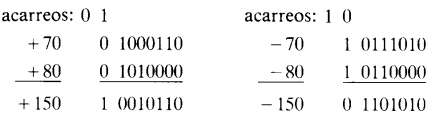 acarreos: 0 1 acarreos: 1 0
+70 0 1000110 −70 1 0111010
+80 0 1010000 −80 1 0110000
+150 1 0010110 −150 0 1101010